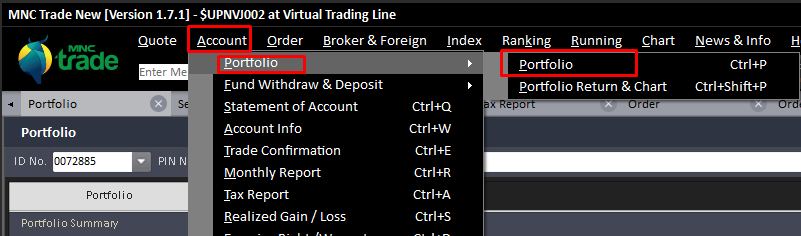 MNC Trade New [Version 1.7.1] - $UPNVJ002 at Virtual Trading Line
MNC trade
Quote Account Order Broker & Foreign Index Ranking Running Chart News & Info
Enter Me
Portfolio
Portfolio Ctrl+P
Fund Withdraw & Deposit
Portfolio Return & Chart Ctrl+Shift+P
Portfolio
Statement of Account Ctrl+Q
Tax Report
Order
Account Info Ctrl+W
Portfolio
Trade Confirmation Ctrl+E
ID No. 0072885 PIN N
Monthly Report Ctrl+R
Portfolio
Tax Report Ctrl+A
Realized Gain / Loss Ctrl+S
Portfolio Summary